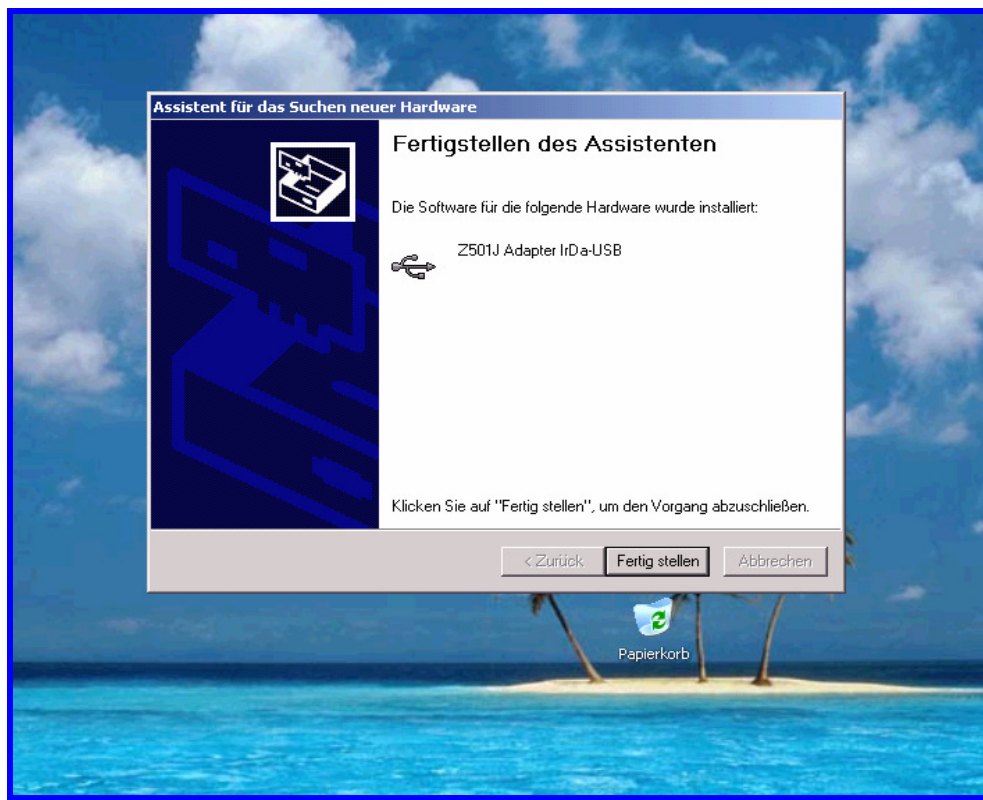 Assistent für das Suchen neuer Hardware
Fertigstellen des Assistenten
Die Software für die folgende Hardware wurde installiert:
Z501J Adapter IrDa-USB
Klicken Sie auf "Fertig stellen", um den Vorgang abzuschließen.
< Zurück Fertig stellen Abbrechen
Papierkorb